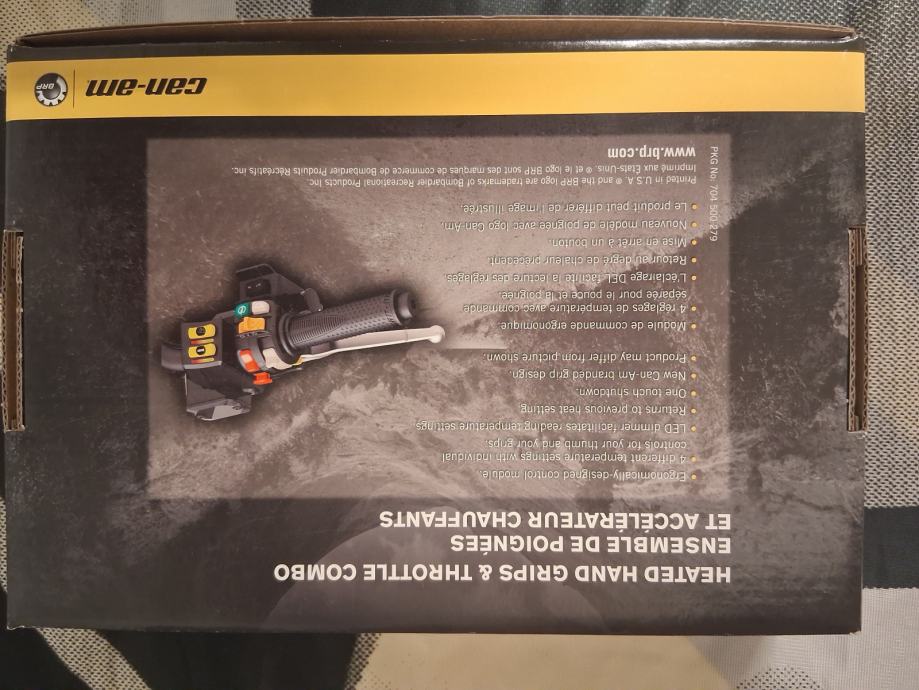 HEATED HAND GRIPS & THROTTLE COMBO
ENSEMBLE DE POIGNÉES
ET ACCÉLÉRATEUR CHAUFFANTS
• Ergonomically-designed control module.
• 4 different temperature settings with individual
controls for your thumb and your grips.
• LED dimmer facilitates reading temperature settings
• Returns to previous heat setting
• One touch shutdown.
• New Can-Am branded grip design.
• Product may differ from picture shown.
• Module de commande ergonomique.
• 4 réglages de température avec commande
séparée pour le pouce et la poignée.
• L'éclairage DEL facilite la lecture des réglages.
• Retour au degré de chaleur précédent.
• Mise en arrêt à un bouton.
• Nouveau modèle de poignée avec logo Can-Am.
• Le produit peut différer de l'image illustrée.
Printed in U.S.A. ® and the BRP logo are trademarks of Bombardier Recreational Products Inc.
Imprimé aux États-Unis. ® et le logo BRP sont des marques de commerce de Bombardier Produits Récréatifs inc.
www.brp.com
PKG No.: 704 500 279
can-am
BRP